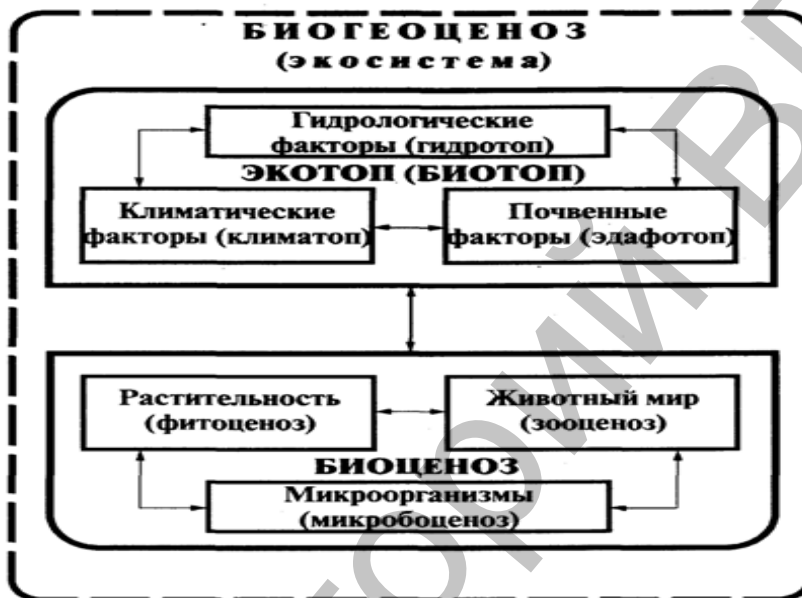 БИОГЕОЦЕНОЗ
(экосистема)
Гидрологические
факторы (гидротоп)
ЭКОТОП (БИОТОП)
Климатические
факторы (климатоп)
Почвенные
факторы (эдафотоп)
Растительность
(фитоценоз)
Животный мир
(зооценоз)
БИОЦЕНОЗ
Микроорганизмы
(микробоценоз)